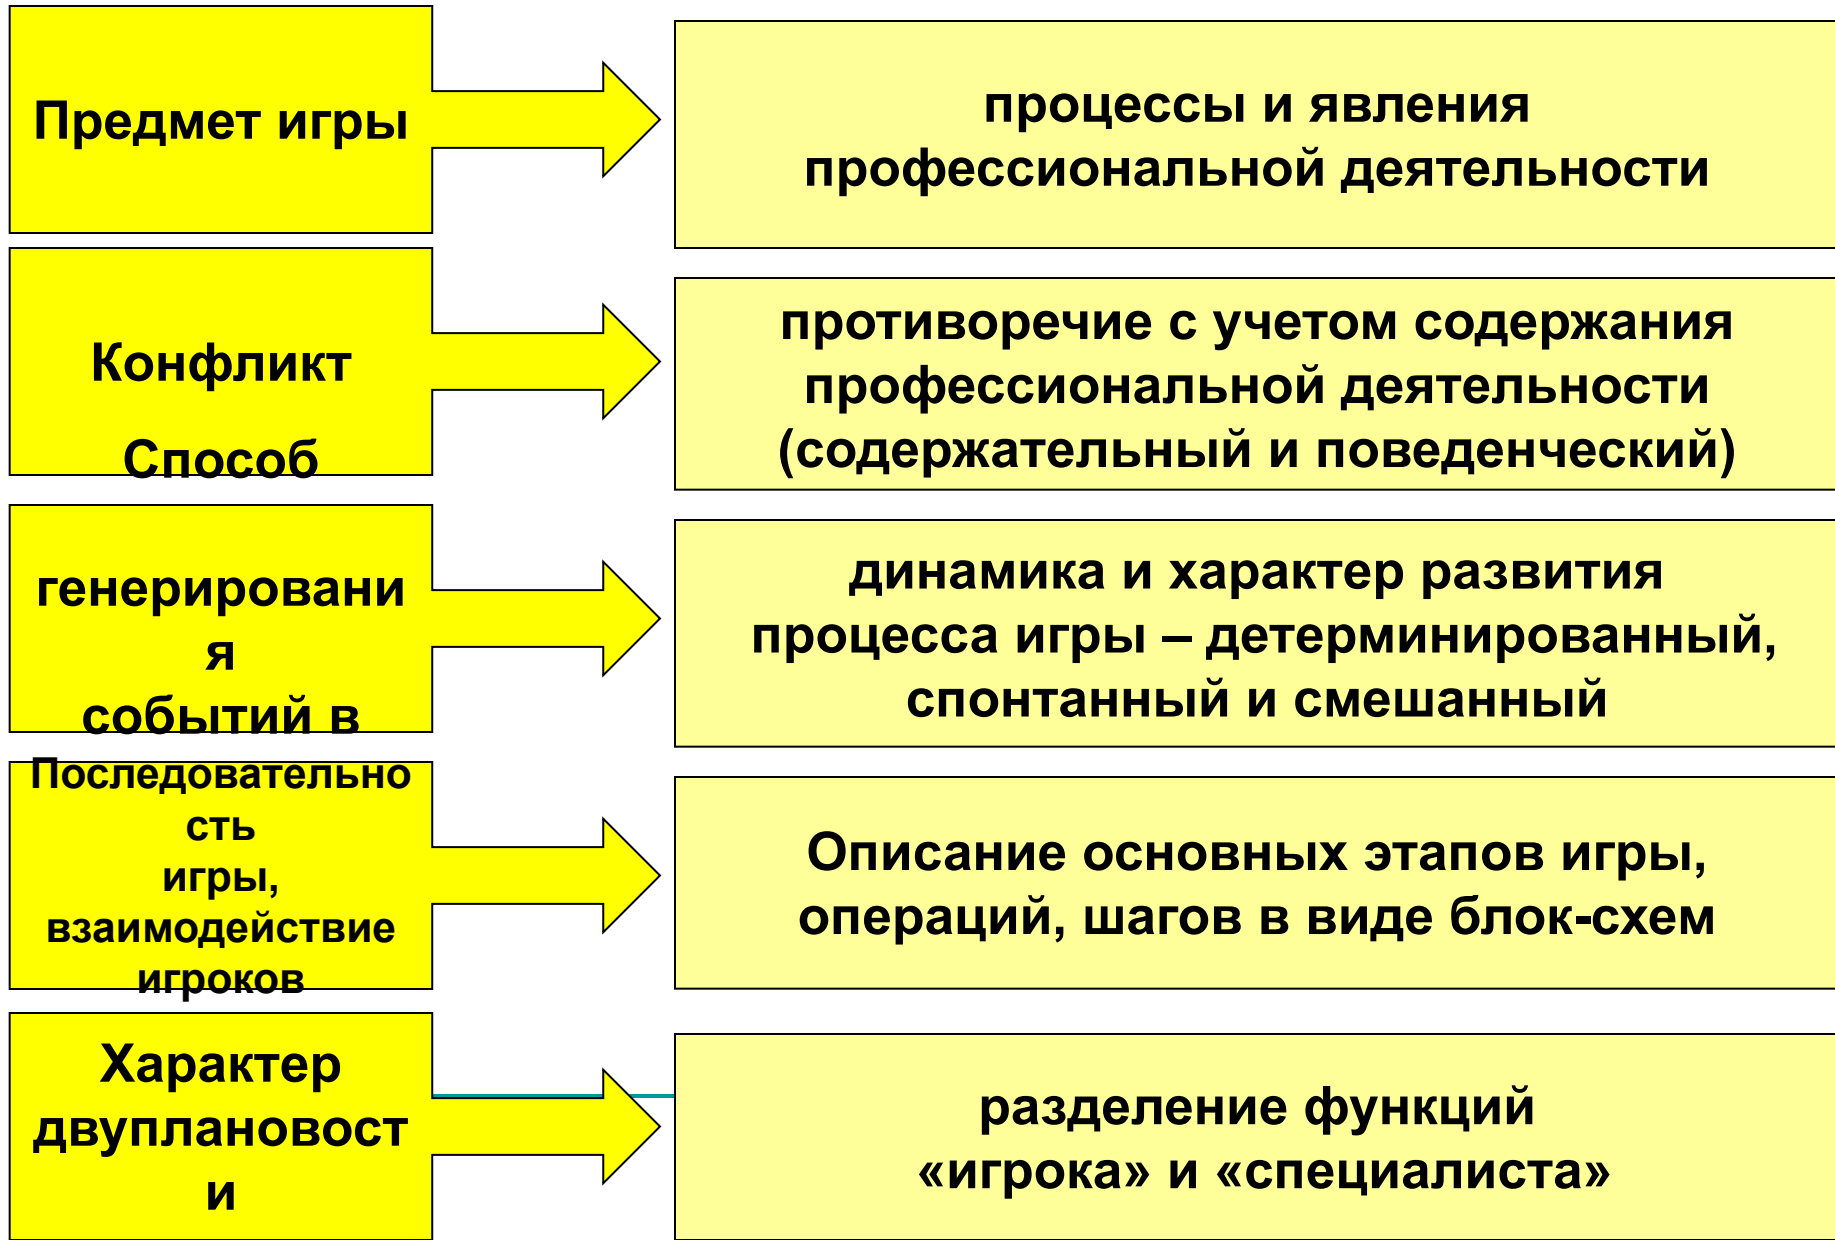 Предмет игры
процессы и явления
профессиональной деятельности
Конфликт
противоречие с учетом содержания
профессиональной деятельности
(содержательный и поведенческий)
Способ
генерировани
я
событий в
динамика и характер развития
процесса игры – детерминированный,
спонтанный и смешанный
Последовательно
сть
игры,
взаимодействие
игроков
Описание основных этапов игры,
операций, шагов в виде блок-схем
Характер
двуплановост
и
разделение функций
«игрока» и «специалиста»